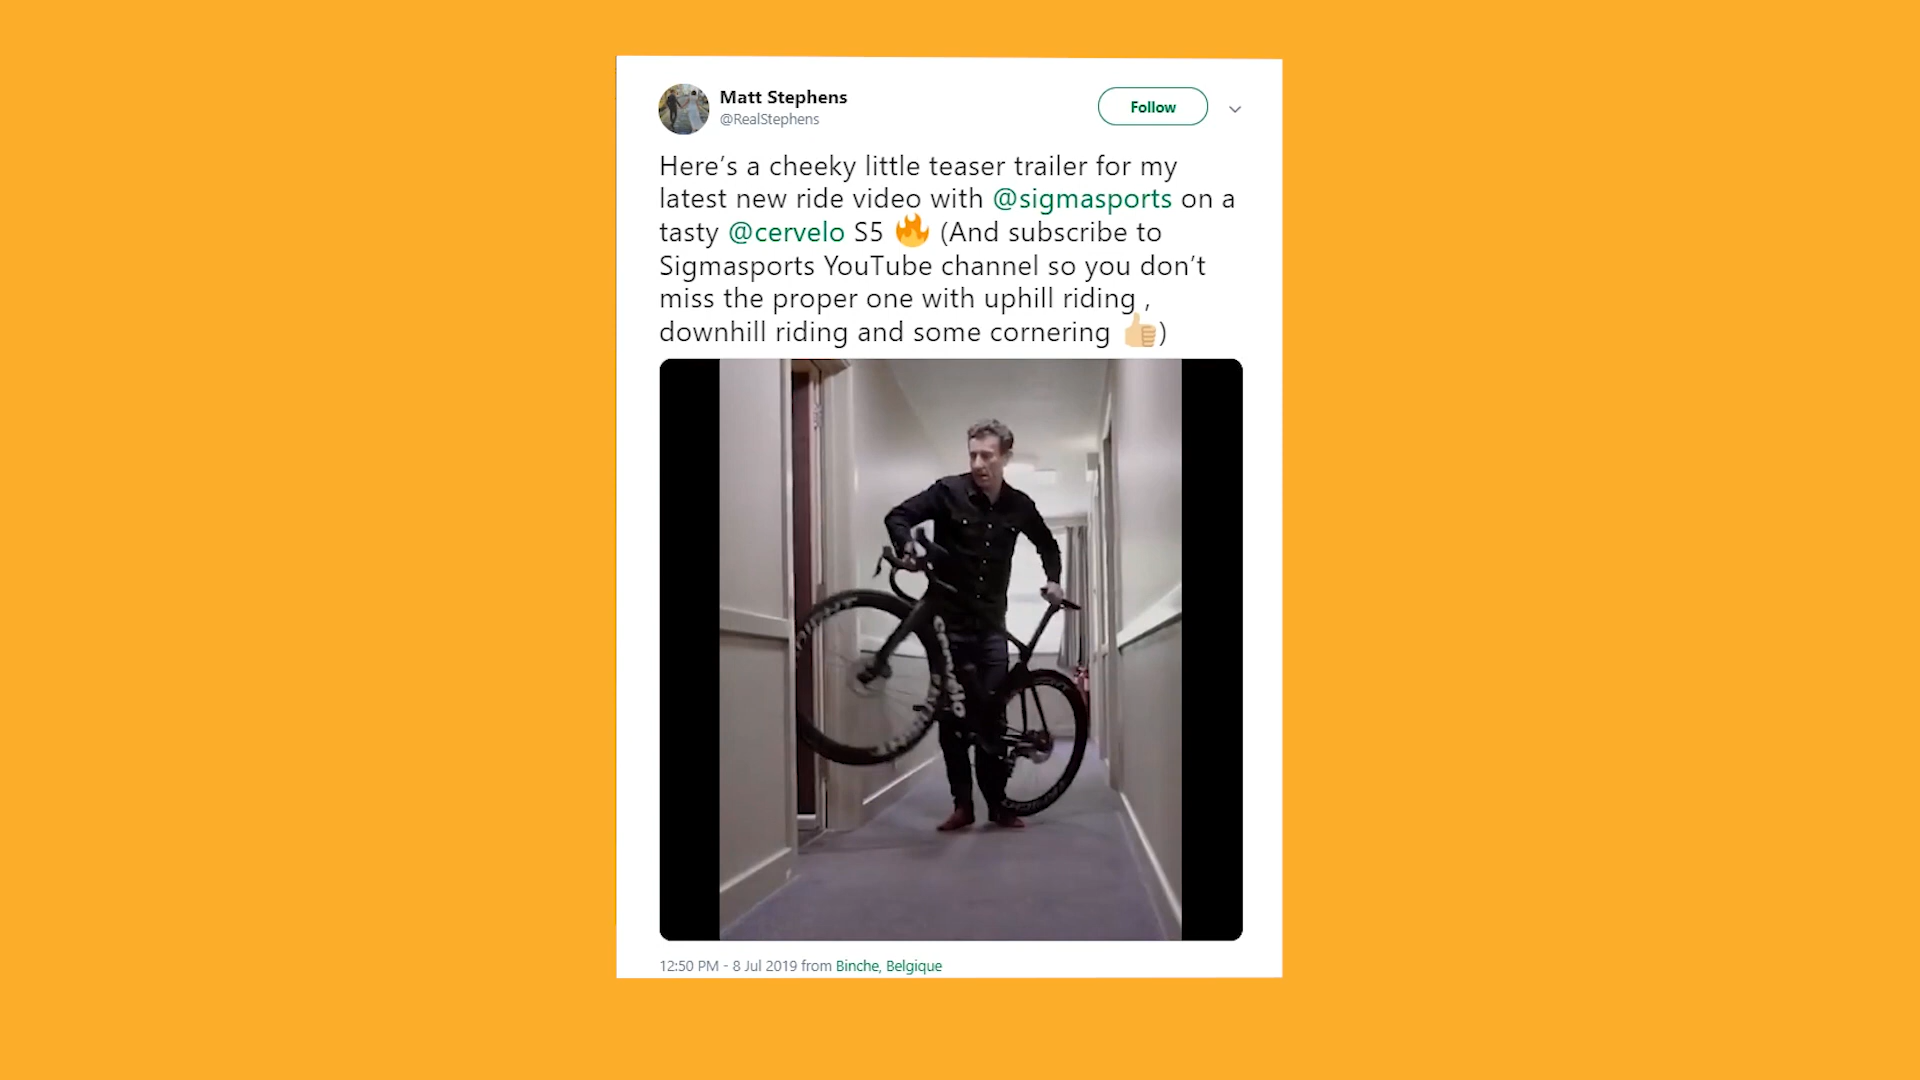 Matt Stephens
@RealStephens
Follow
Here’s a cheeky little teaser trailer for my
latest new ride video with @sigmasports on a
tasty @cervelo S5 🔥 (And subscribe to
Sigmasports YouTube channel so you don’t
miss the proper one with uphill riding ,
downhill riding and some cornering 👍🏼)
cervelo
12:50 PM - 8 Jul 2019 from Binche, Belgique